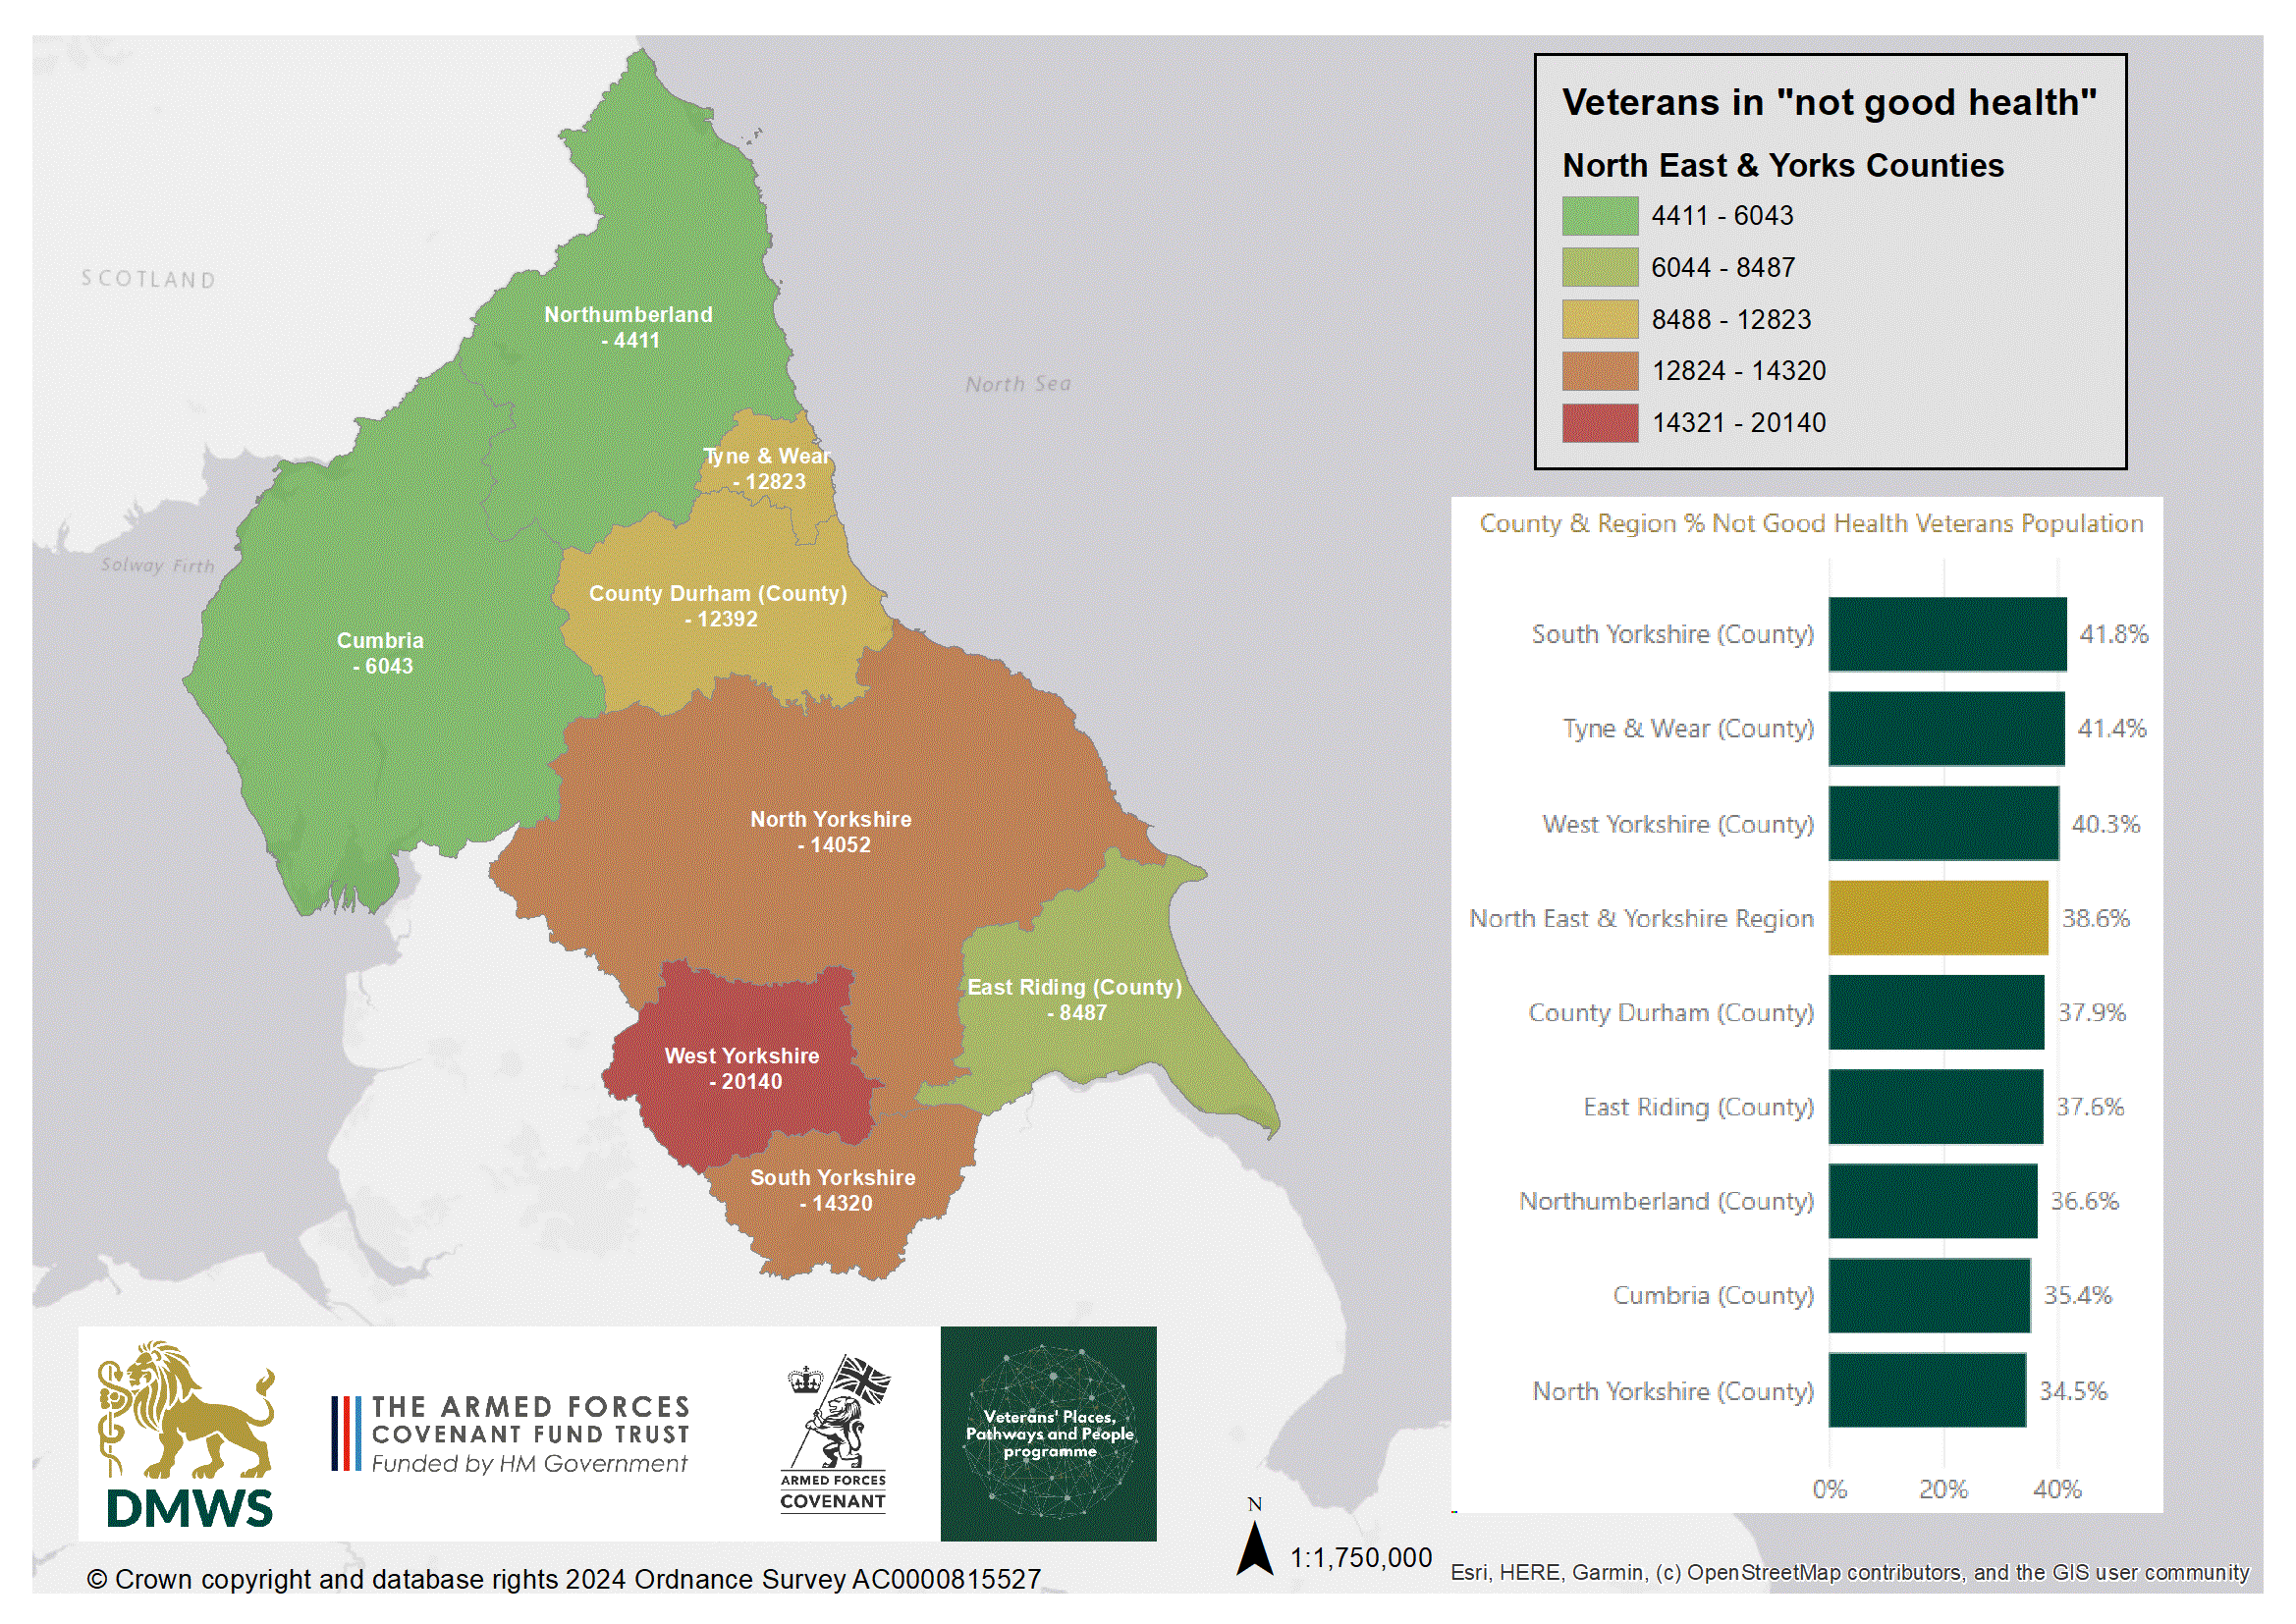 Veterans in "not good health"
North East & Yorks Counties
4411 - 6043
6044 - 8487
8488 - 12823
12824 - 14320
14321 - 20140
SCOTLAND
North Sea
Solway Firth
Northumberland
- 4411
Tyne & Wear
- 12823
County Durham (County)
- 12392
Cumbria
- 6043
North Yorkshire
- 14052
East Riding (County)
- 8487
West Yorkshire
- 20140
South Yorkshire
- 14320
County & Region % Not Good Health Veterans Population
South Yorkshire (County) 41.8%
Tyne & Wear (County) 41.4%
West Yorkshire (County) 40.3%
North East & Yorkshire Region 38.6%
County Durham (County) 37.9%
East Riding (County) 37.6%
Northumberland (County) 36.6%
Cumbria (County) 35.4%
North Yorkshire (County) 34.5%
0% 20% 40%
DMWS
THE ARMED FORCES
COVENANT FUND TRUST
Funded by HM Government
ARMED FORCES
COVENANT
Veterans' Places,
Pathways and People
programme
N
1:1,750,000
© Crown copyright and database rights 2024 Ordnance Survey AC0000815527
Esri, HERE, Garmin, (c) OpenStreetMap contributors, and the GIS user community